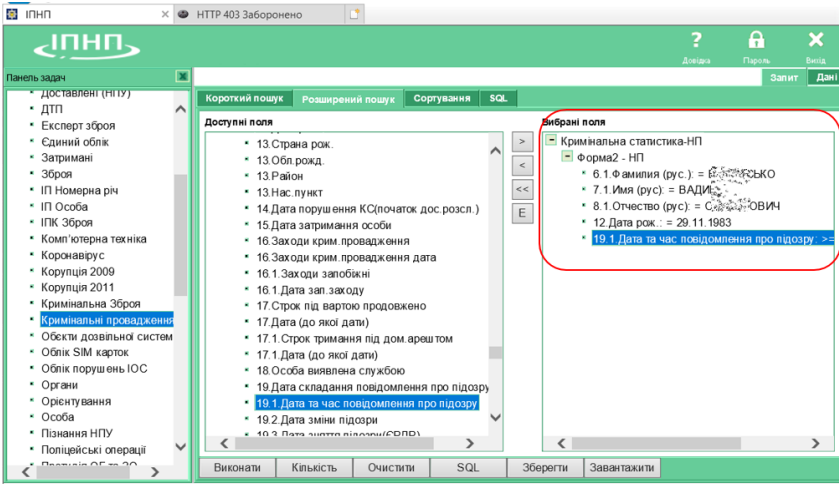 ІПНП
HTTP 403 Заборонено
ІПНП
Довідка
Пароль
Вихід
Панель задач
Запит
Дані
Доставлені (НПУ)
ДТП
Експерт зброя
Єдиний облік
Затримані
Зброя
ІП Номерна річ
ІП Особа
ІПК Зброя
Комп'ютерна техніка
Коронавірус
Корупція 2009
Корупція 2011
Кримінальна Зброя
Кримінальні провадження
Обєкти дозвільної систем
Облік SIM карток
Облік порушень ІОС
Органи
Орієнтування
Особа
Пізнання НПУ
Поліцейські операції
Короткий пошук
Розширений пошук
Сортування
SQL
Доступні поля
13.Страна рож.
13.Обл.рожд.
13.Район
13.Нас.пункт
14.Дата порушення КС(початок дос.розсл.)
15.Дата затримання особи
16.Заходи крим.провадження
16.Заходи крим.провадження дата
16.1.Заходи запобіжні
16.1.Дата зап.заходу
17.Строк під вартою продовжено
17.Дата (до якої дати)
17.1.Строк тримання під дом.арештом
17.1.Дата (до якої дати)
18.Особа виявлена службою
19.Дата складання повідомлення про підозру
19.1.Дата та час повідомлення про підозру
19.2.Дата зміни підозри
19.3.Дата зняття підозри(ЄРДР)
>
<
<<
E
Вибрані поля
Кримінальна статистика-НП
Форма2 - НП
6.1.Фамилия (рус.): =
7.1.Имя (рус): =
8.1.Отчество (рус): =
12.Дата рож.: = 29.11.1983
19.1.Дата та час повідомлення про підозру: >=
Виконати
Кількість
Очистити
SQL
Зберегти
Завантажити